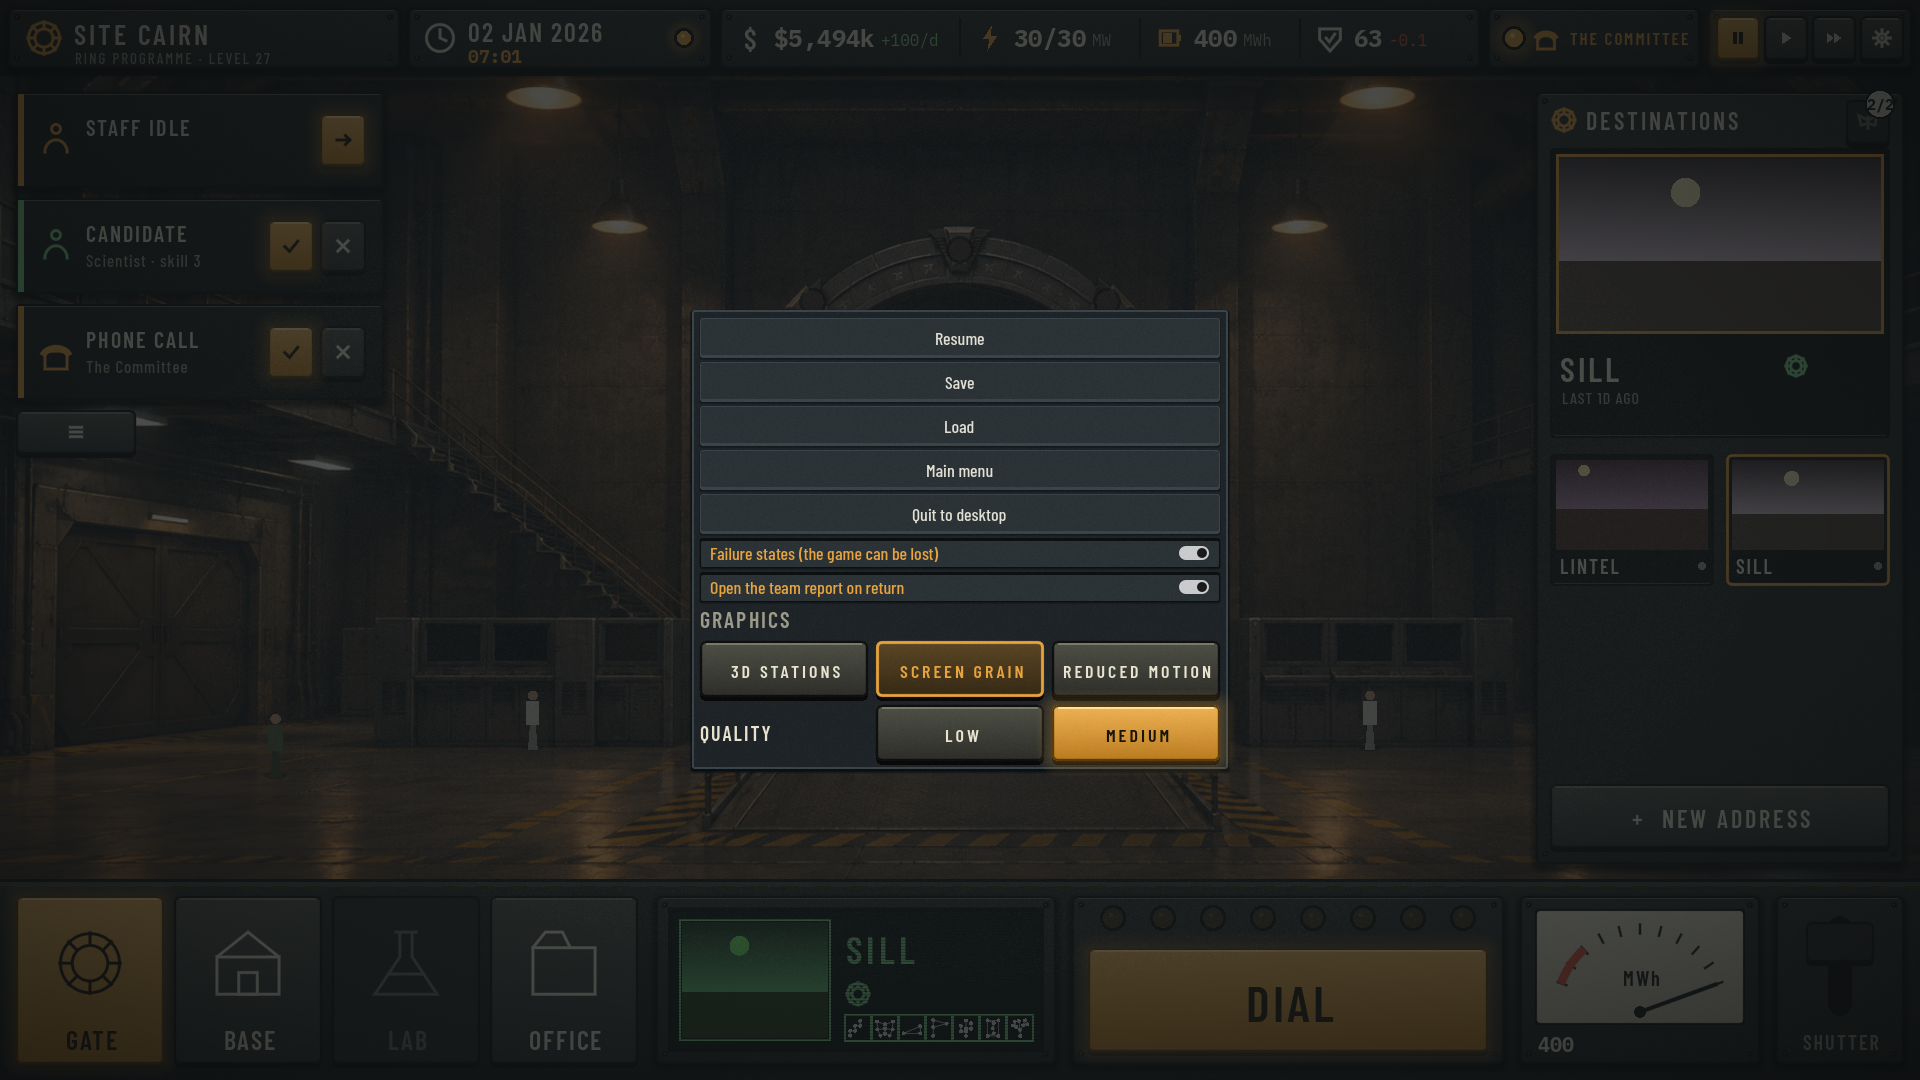 SITE CAIRN
RING PROGRAMME · LEVEL 27
02 JAN 2026
07:01
$ $5,494k +100/d
30/30 MW
400 MWh
63 -0.1
THE COMMITTEE
STAFF IDLE
CANDIDATE
Scientist · skill 3
PHONE CALL
The Committee
DESTINATIONS
2/2
SILL
LAST 1D AGO
LINTEL
SILL
+ NEW ADDRESS
Resume
Save
Load
Main menu
Quit to desktop
Failure states (the game can be lost)
Open the team report on return
GRAPHICS
3D STATIONS
SCREEN GRAIN
REDUCED MOTION
QUALITY
LOW
MEDIUM
GATE
BASE
LAB
OFFICE
SILL
DIAL
MWh
400
SHUTTER